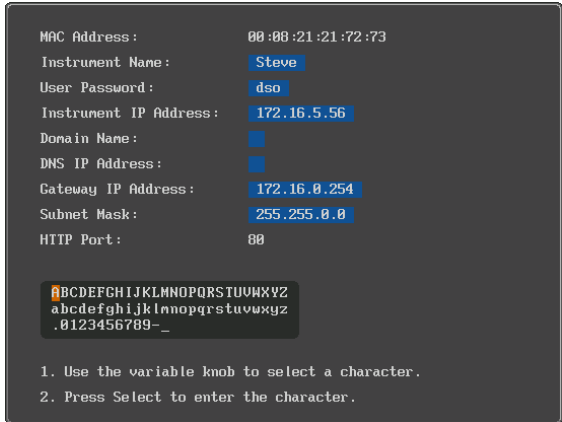 MAC Address: 00:08:21:21:72:73
Instrument Name: Steve
User Password: dso
Instrument IP Address: 172.16.5.56
Domain Name:
DNS IP Address:
Gateway IP Address: 172.16.0.254
Subnet Mask: 255.255.0.0
HTTP Port: 80
ABCDEFGHIJKLMNOPQRSTUVWXYZ
abcdefghijklmnopqrstuvwxyz
.0123456789-_
1. Use the variable knob to select a character.
2. Press Select to enter the character.